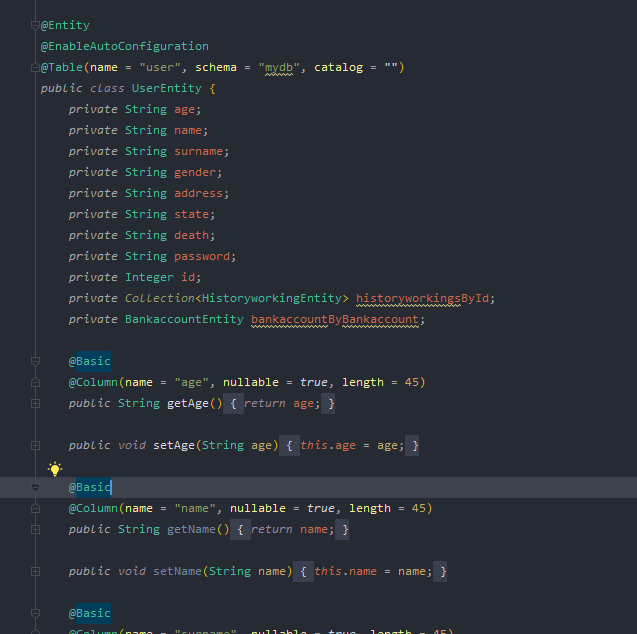 @Entity
@EnableAutoConfiguration
@Table(name = "user", schema = "mydb", catalog = "")
public class UserEntity {
private String age;
private String name;
private String surname;
private String gender;
private String address;
private String state;
private String death;
private String password;
private Integer id;
private Collection<HistoryworkingEntity> historyworkingsById;
private BankaccountEntity bankaccountByBankaccount;
@Basic
@Column(name = "age", nullable = true, length = 45)
public String getAge() { return age; }
public void setAge(String age) { this.age = age; }
@Basic
@Column(name = "name", nullable = true, length = 45)
public String getName() { return name; }
public void setName(String name) { this.name = name; }
@Basic
@Column(name = "surname", nullable = true, length = 45)